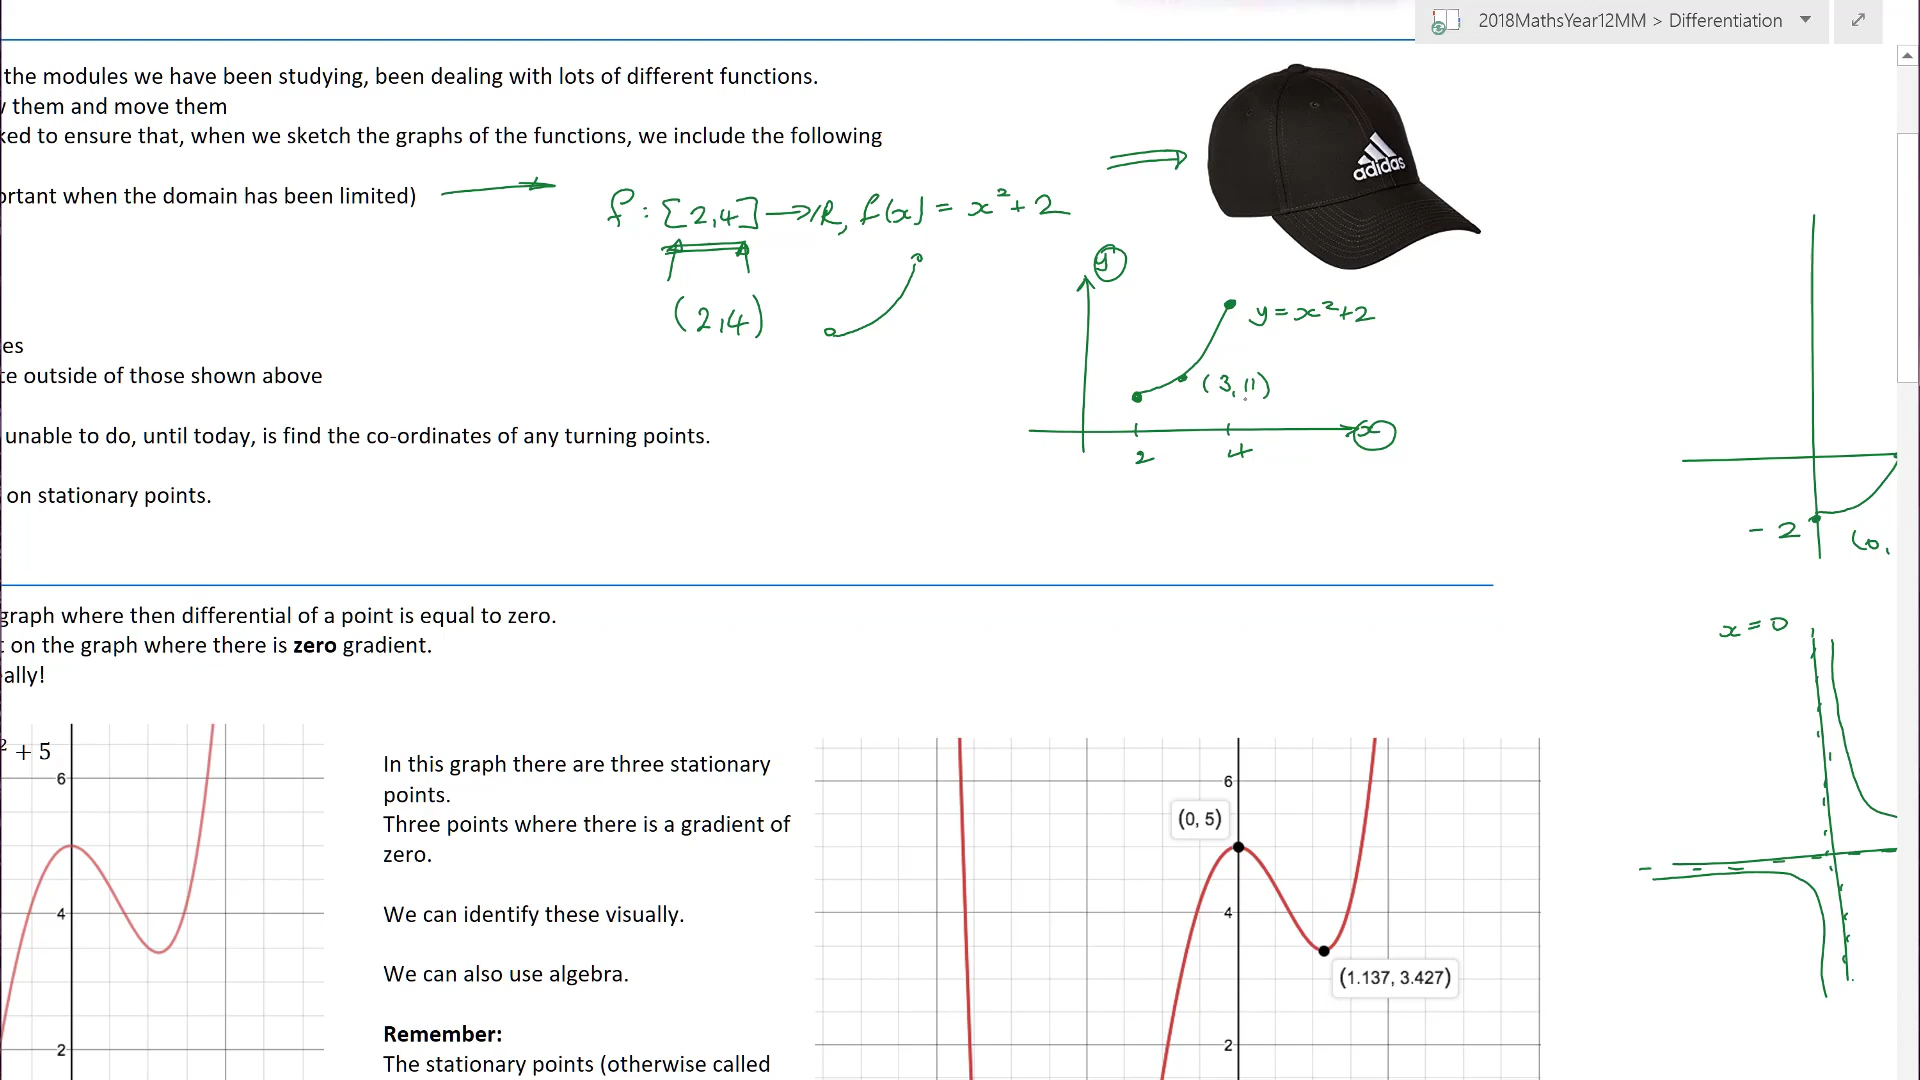 2018MathsYear12MM > Differentiation
the modules we have been studying, been dealing with lots of different functions.
them and move them
ked to ensure that, when we sketch the graphs of the functions, we include the following
ortant when the domain has been limited)
f : [2,4] → R, f(x) = x² + 2
(2,4)
adidas
y
y = x² + 2
(3,11)
x
2 4
es
te outside of those shown above
unable to do, until today, is find the co-ordinates of any turning points.
on stationary points.
- 2
(0,
graph where then differential of a point is equal to zero.
on the graph where there is zero gradient.
ally!
x = 0
² + 5
6
4
2
In this graph there are three stationary
points.
Three points where there is a gradient of
zero.
We can identify these visually.
We can also use algebra.
Remember:
The stationary points (otherwise called
6
(0, 5)
4
(1.137, 3.427)
2